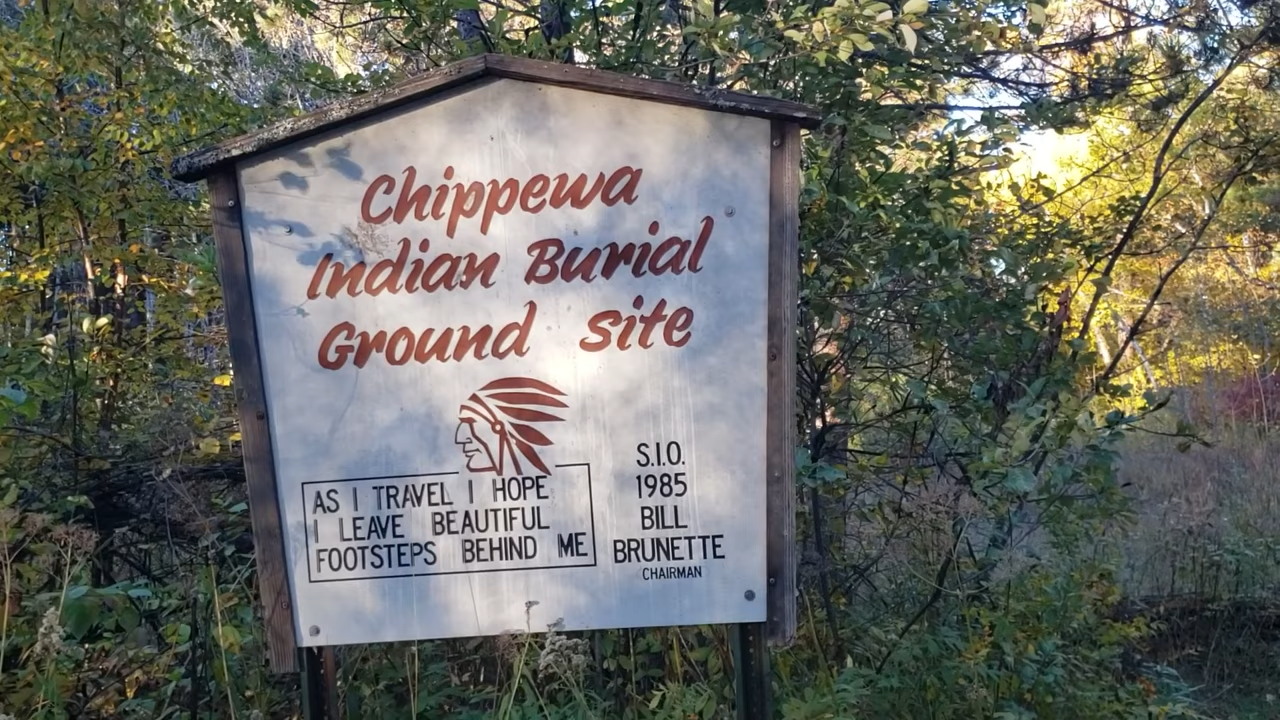 Chippewa
Indian Burial
Ground site
AS I TRAVEL I HOPE
I LEAVE BEAUTIFUL
FOOTSTEPS BEHIND ME
S.I.O.
1985
BILL
BRUNETTE
CHAIRMAN